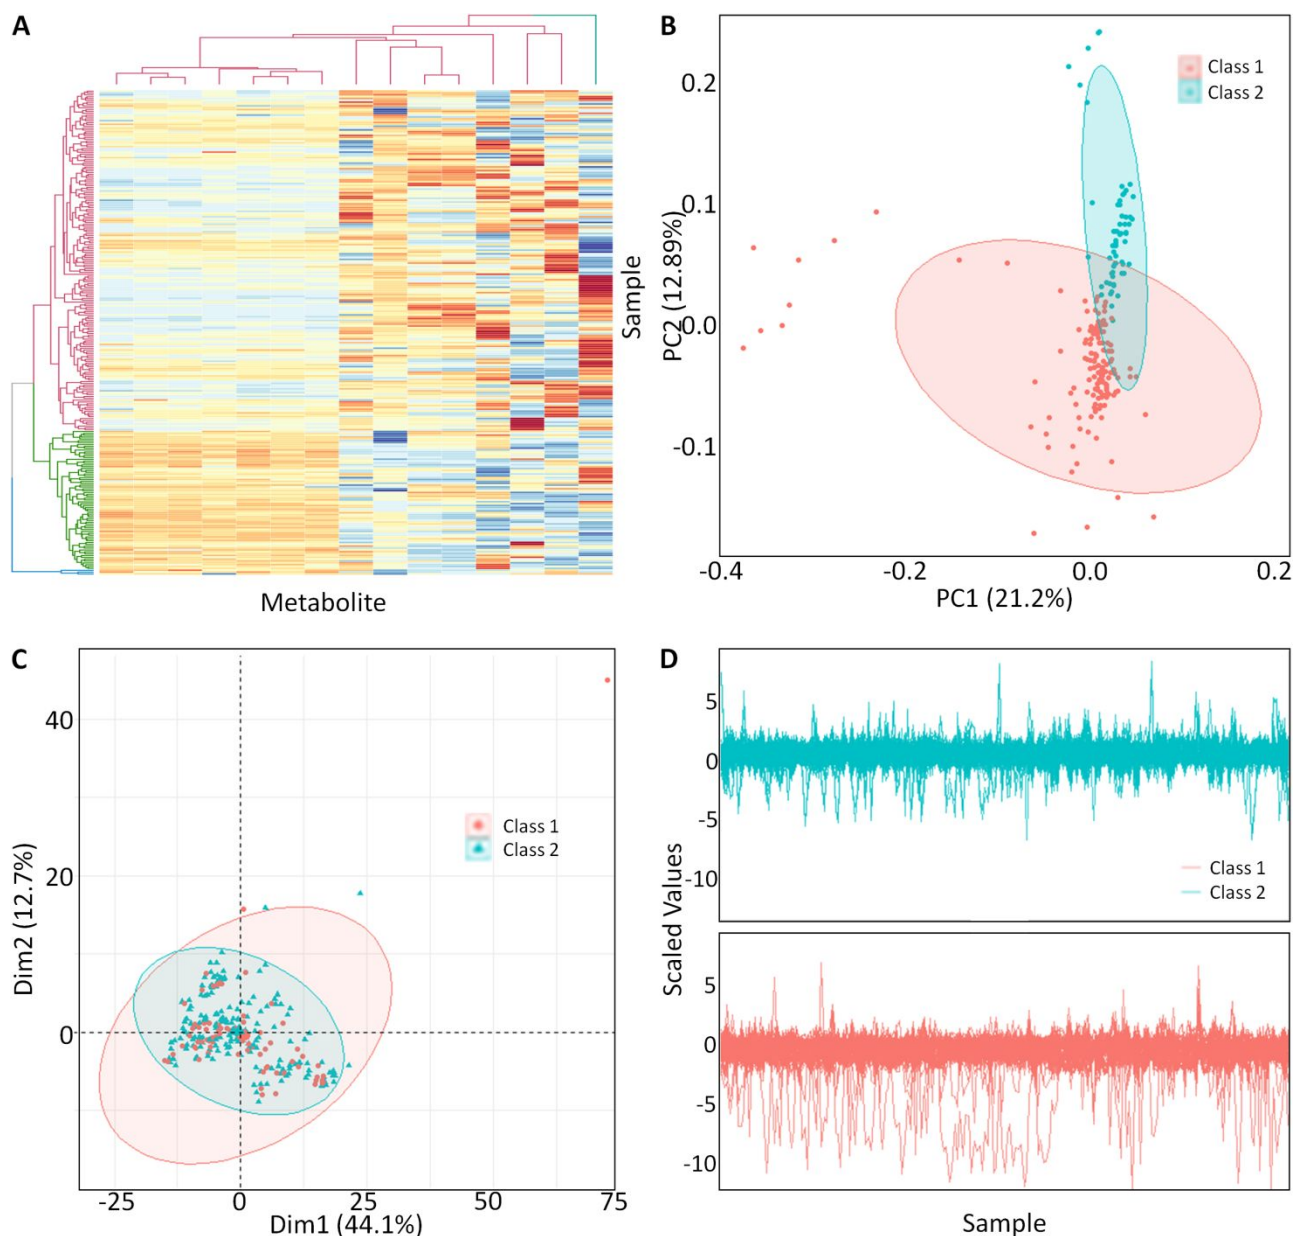 A
Sample
Metabolite
B
Class 1
Class 2
0.2
0.1
0.0
-0.1
PC2 (12.89%)
-0.4
-0.2
0.0
0.2
PC1 (21.2%)
C
40
20
0
Dim2 (12.7%)
Class 1
Class 2
-25
0
25
50
75
Dim1 (44.1%)
D
5
0
-5
-10
Class 1
Class 2
Scaled Values
5
0
-5
-10
Sample